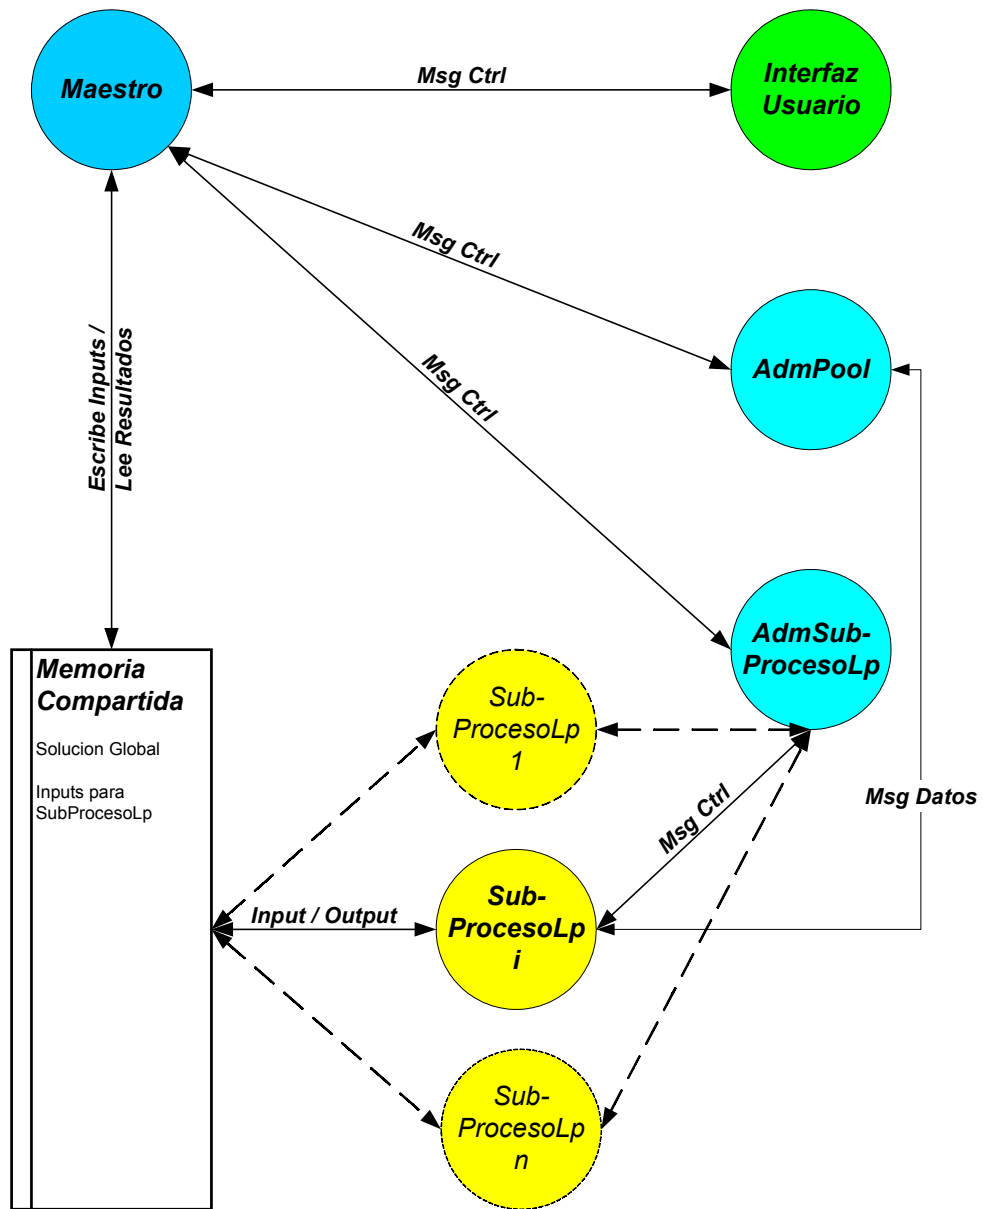 Maestro
Msg Ctrl
Interfaz
Usuario
Msg Ctrl
AdmPool
Msg Ctrl
Escribe Inputs /
Lee Resultados
AdmSub-
ProcesoLp
Memoria
Compartida
Solucion Global
Inputs para
SubProcesoLp
Sub-
ProcesoLp
1
Msg Datos
Msg Ctrl
Input / Output
Sub-
ProcesoLp
i
Sub-
ProcesoLp
n